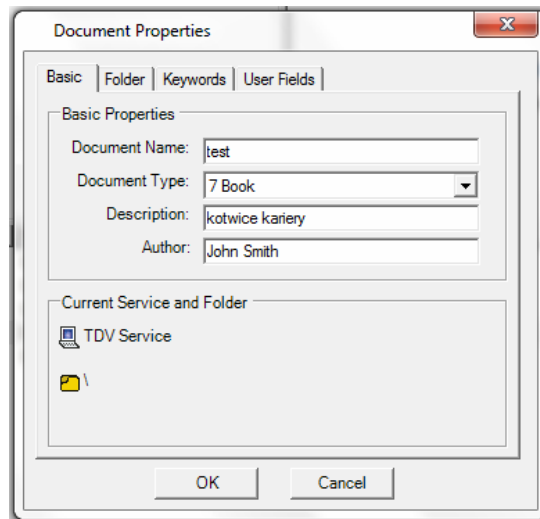 Document Properties
Basic Folder Keywords User Fields
Basic Properties
Document Name: test
Document Type: 7 Book
Description: kotwice kariery
Author: John Smith
Current Service and Folder
TDV Service
\
OK Cancel